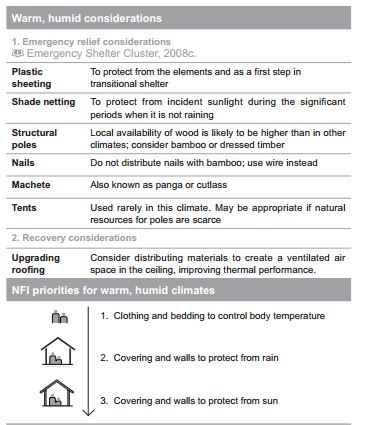 Warm, humid considerations
1. Emergency relief considerations
Emergency Shelter Cluster, 2008c.
Plastic sheeting
To protect from the elements and as a first step in
transitional shelter
Shade netting
To protect from incident sunlight during the significant
periods when it is not raining
Structural poles
Local availability of wood is likely to be higher than in other
climates; consider bamboo or dressed timber
Nails
Do not distribute nails with bamboo; use wire instead
Machete
Also known as panga or cutlass
Tents
Used rarely in this climate. May be appropriate if natural
resources for poles are scarce
2. Recovery considerations
Upgrading roofing
Consider distributing materials to create a ventilated air
space in the ceiling, improving thermal performance.
NFI priorities for warm, humid climates
1. Clothing and bedding to control body temperature
2. Covering and walls to protect from rain
3. Covering and walls to protect from sun